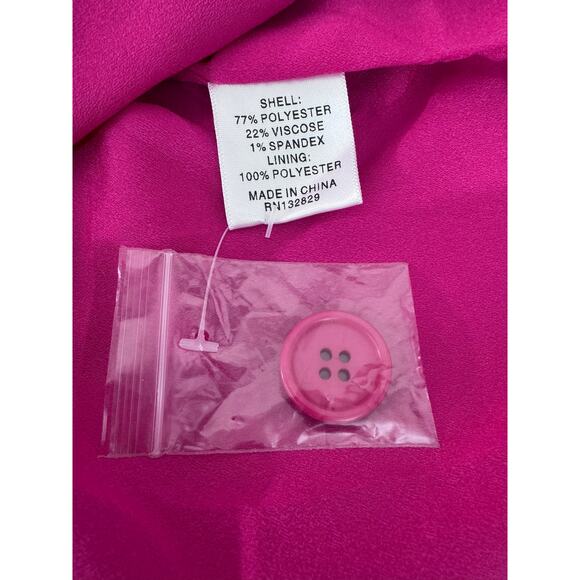 SHELL:
77% POLYESTER
22% VISCOSE
1% SPANDEX
LINING:
100% POLYESTER
MADE IN CHINA
RN132829